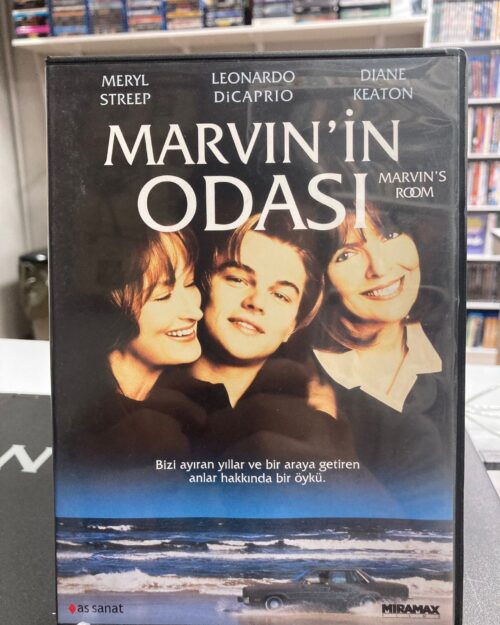 MERYL STREEP
LEONARDO DiCAPRIO
DIANE KEATON
MARVIN'İN
ODASI
MARVIN'S
ROOM
Bizi ayıran yıllar ve bir araya getiren
anlar hakkında bir öykü.
as sanat
MIRAMAX